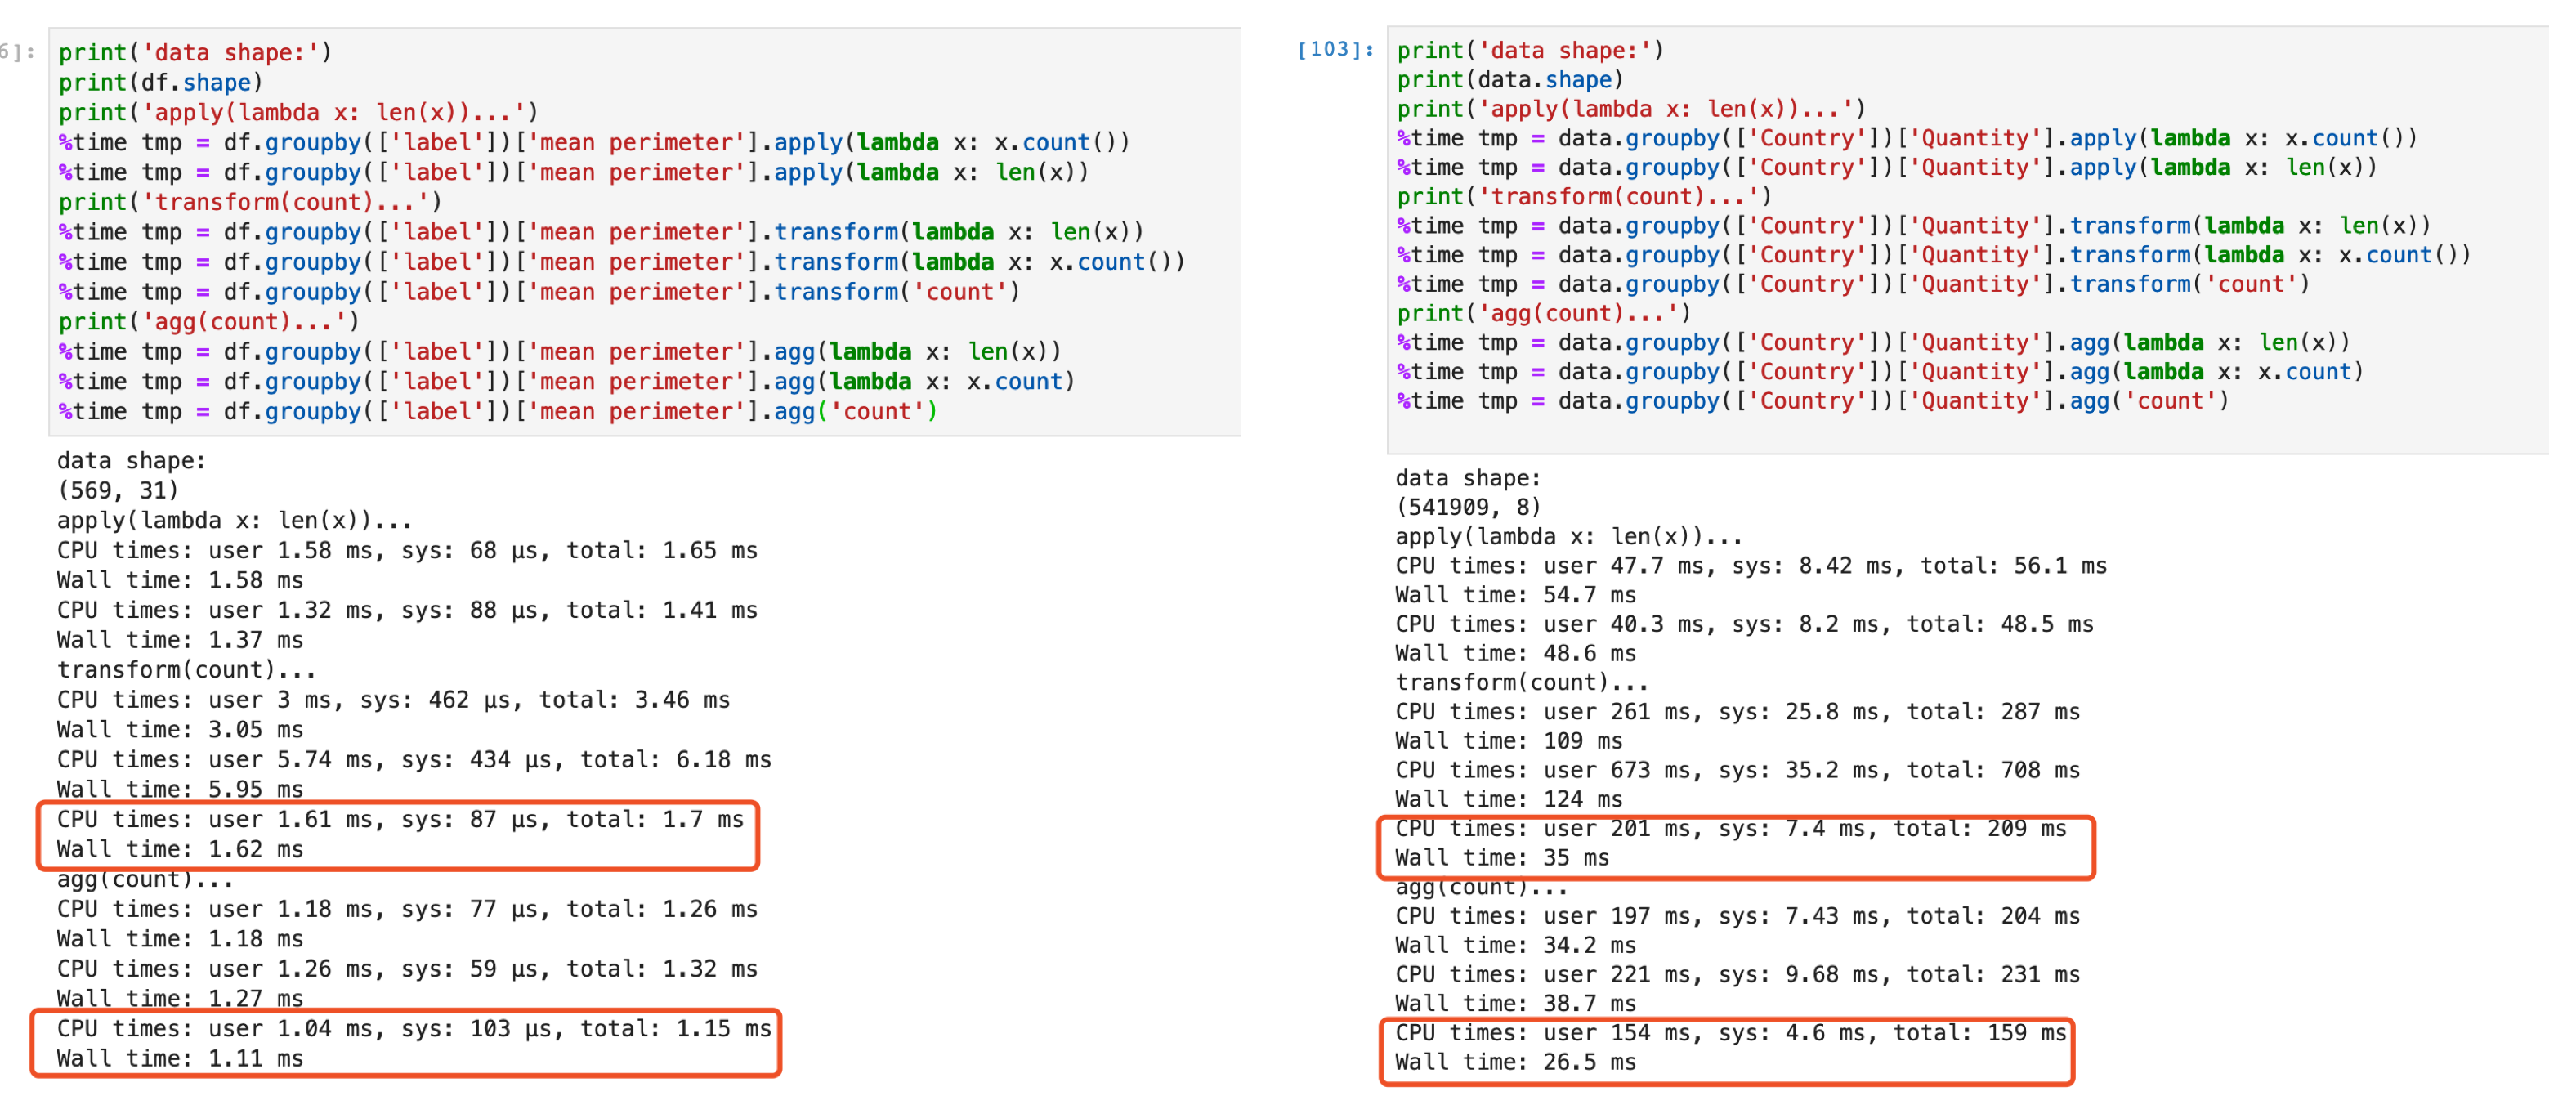 6]:
print('data shape:')
print(df.shape)
print('apply(lambda x: len(x))...')
%time tmp = df.groupby(['label'])['mean perimeter'].apply(lambda x: x.count())
%time tmp = df.groupby(['label'])['mean perimeter'].apply(lambda x: len(x))
print('transform(count)...')
%time tmp = df.groupby(['label'])['mean perimeter'].transform(lambda x: len(x))
%time tmp = df.groupby(['label'])['mean perimeter'].transform(lambda x: x.count())
%time tmp = df.groupby(['label'])['mean perimeter'].transform('count')
print('agg(count)...')
%time tmp = df.groupby(['label'])['mean perimeter'].agg(lambda x: len(x))
%time tmp = df.groupby(['label'])['mean perimeter'].agg(lambda x: x.count)
%time tmp = df.groupby(['label'])['mean perimeter'].agg('count')
data shape:
(569, 31)
apply(lambda x: len(x))...
CPU times: user 1.58 ms, sys: 68 µs, total: 1.65 ms
Wall time: 1.58 ms
CPU times: user 1.32 ms, sys: 88 µs, total: 1.41 ms
Wall time: 1.37 ms
transform(count)...
CPU times: user 3 ms, sys: 462 µs, total: 3.46 ms
Wall time: 3.05 ms
CPU times: user 5.74 ms, sys: 434 µs, total: 6.18 ms
Wall time: 5.95 ms
CPU times: user 1.61 ms, sys: 87 µs, total: 1.7 ms
Wall time: 1.62 ms
agg(count)...
CPU times: user 1.18 ms, sys: 77 µs, total: 1.26 ms
Wall time: 1.18 ms
CPU times: user 1.26 ms, sys: 59 µs, total: 1.32 ms
Wall time: 1.27 ms
CPU times: user 1.04 ms, sys: 103 µs, total: 1.15 ms
Wall time: 1.11 ms
[103]:
print('data shape:')
print(data.shape)
print('apply(lambda x: len(x))...')
%time tmp = data.groupby(['Country'])['Quantity'].apply(lambda x: x.count())
%time tmp = data.groupby(['Country'])['Quantity'].apply(lambda x: len(x))
print('transform(count)...')
%time tmp = data.groupby(['Country'])['Quantity'].transform(lambda x: len(x))
%time tmp = data.groupby(['Country'])['Quantity'].transform(lambda x: x.count())
%time tmp = data.groupby(['Country'])['Quantity'].transform('count')
print('agg(count)...')
%time tmp = data.groupby(['Country'])['Quantity'].agg(lambda x: len(x))
%time tmp = data.groupby(['Country'])['Quantity'].agg(lambda x: x.count)
%time tmp = data.groupby(['Country'])['Quantity'].agg('count')
data shape:
(541909, 8)
apply(lambda x: len(x))...
CPU times: user 47.7 ms, sys: 8.42 ms, total: 56.1 ms
Wall time: 54.7 ms
CPU times: user 40.3 ms, sys: 8.2 ms, total: 48.5 ms
Wall time: 48.6 ms
transform(count)...
CPU times: user 261 ms, sys: 25.8 ms, total: 287 ms
Wall time: 109 ms
CPU times: user 673 ms, sys: 35.2 ms, total: 708 ms
Wall time: 124 ms
CPU times: user 201 ms, sys: 7.4 ms, total: 209 ms
Wall time: 35 ms
agg(count)...
CPU times: user 197 ms, sys: 7.43 ms, total: 204 ms
Wall time: 34.2 ms
CPU times: user 221 ms, sys: 9.68 ms, total: 231 ms
Wall time: 38.7 ms
CPU times: user 154 ms, sys: 4.6 ms, total: 159 ms
Wall time: 26.5 ms